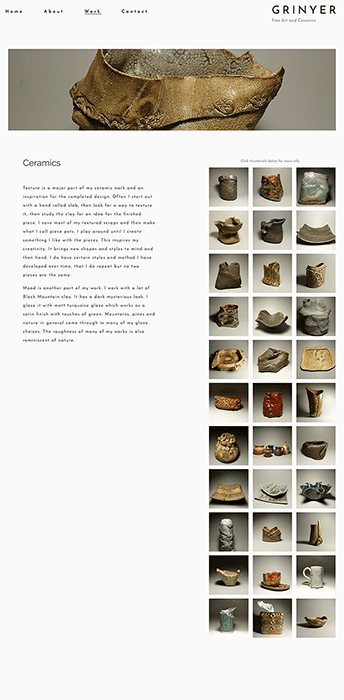 Home About Work Contact
GRINYER
Fine Art and Ceramics
Ceramics
Click thumbnails below for more info.
Texture is a major part of my ceramic work and an
inspiration for the completed design. Often I start out
with a hand rolled slab, then look for a way to texture
it, then study the clay for an idea for the finished
piece. I save most of my textured scraps and then make
what I call piece pots. I play around until I create
something I like with the pieces. This inspires my
creativity. It brings new shapes and styles to mind and
then hand. I do have certain styles and method I have
developed over time, that I do repeat but no two
pieces are the same.
Mood is another part of my work. I work with a lot of
Black Mountain clay. It has a dark mysterious look. I
glaze it with matt turquoise glaze which works as a
satin finish with touches of green. Mountains, pines and
nature in general come through in many of my glaze
choices. The roughness of many of my works is also
reminiscent of nature.